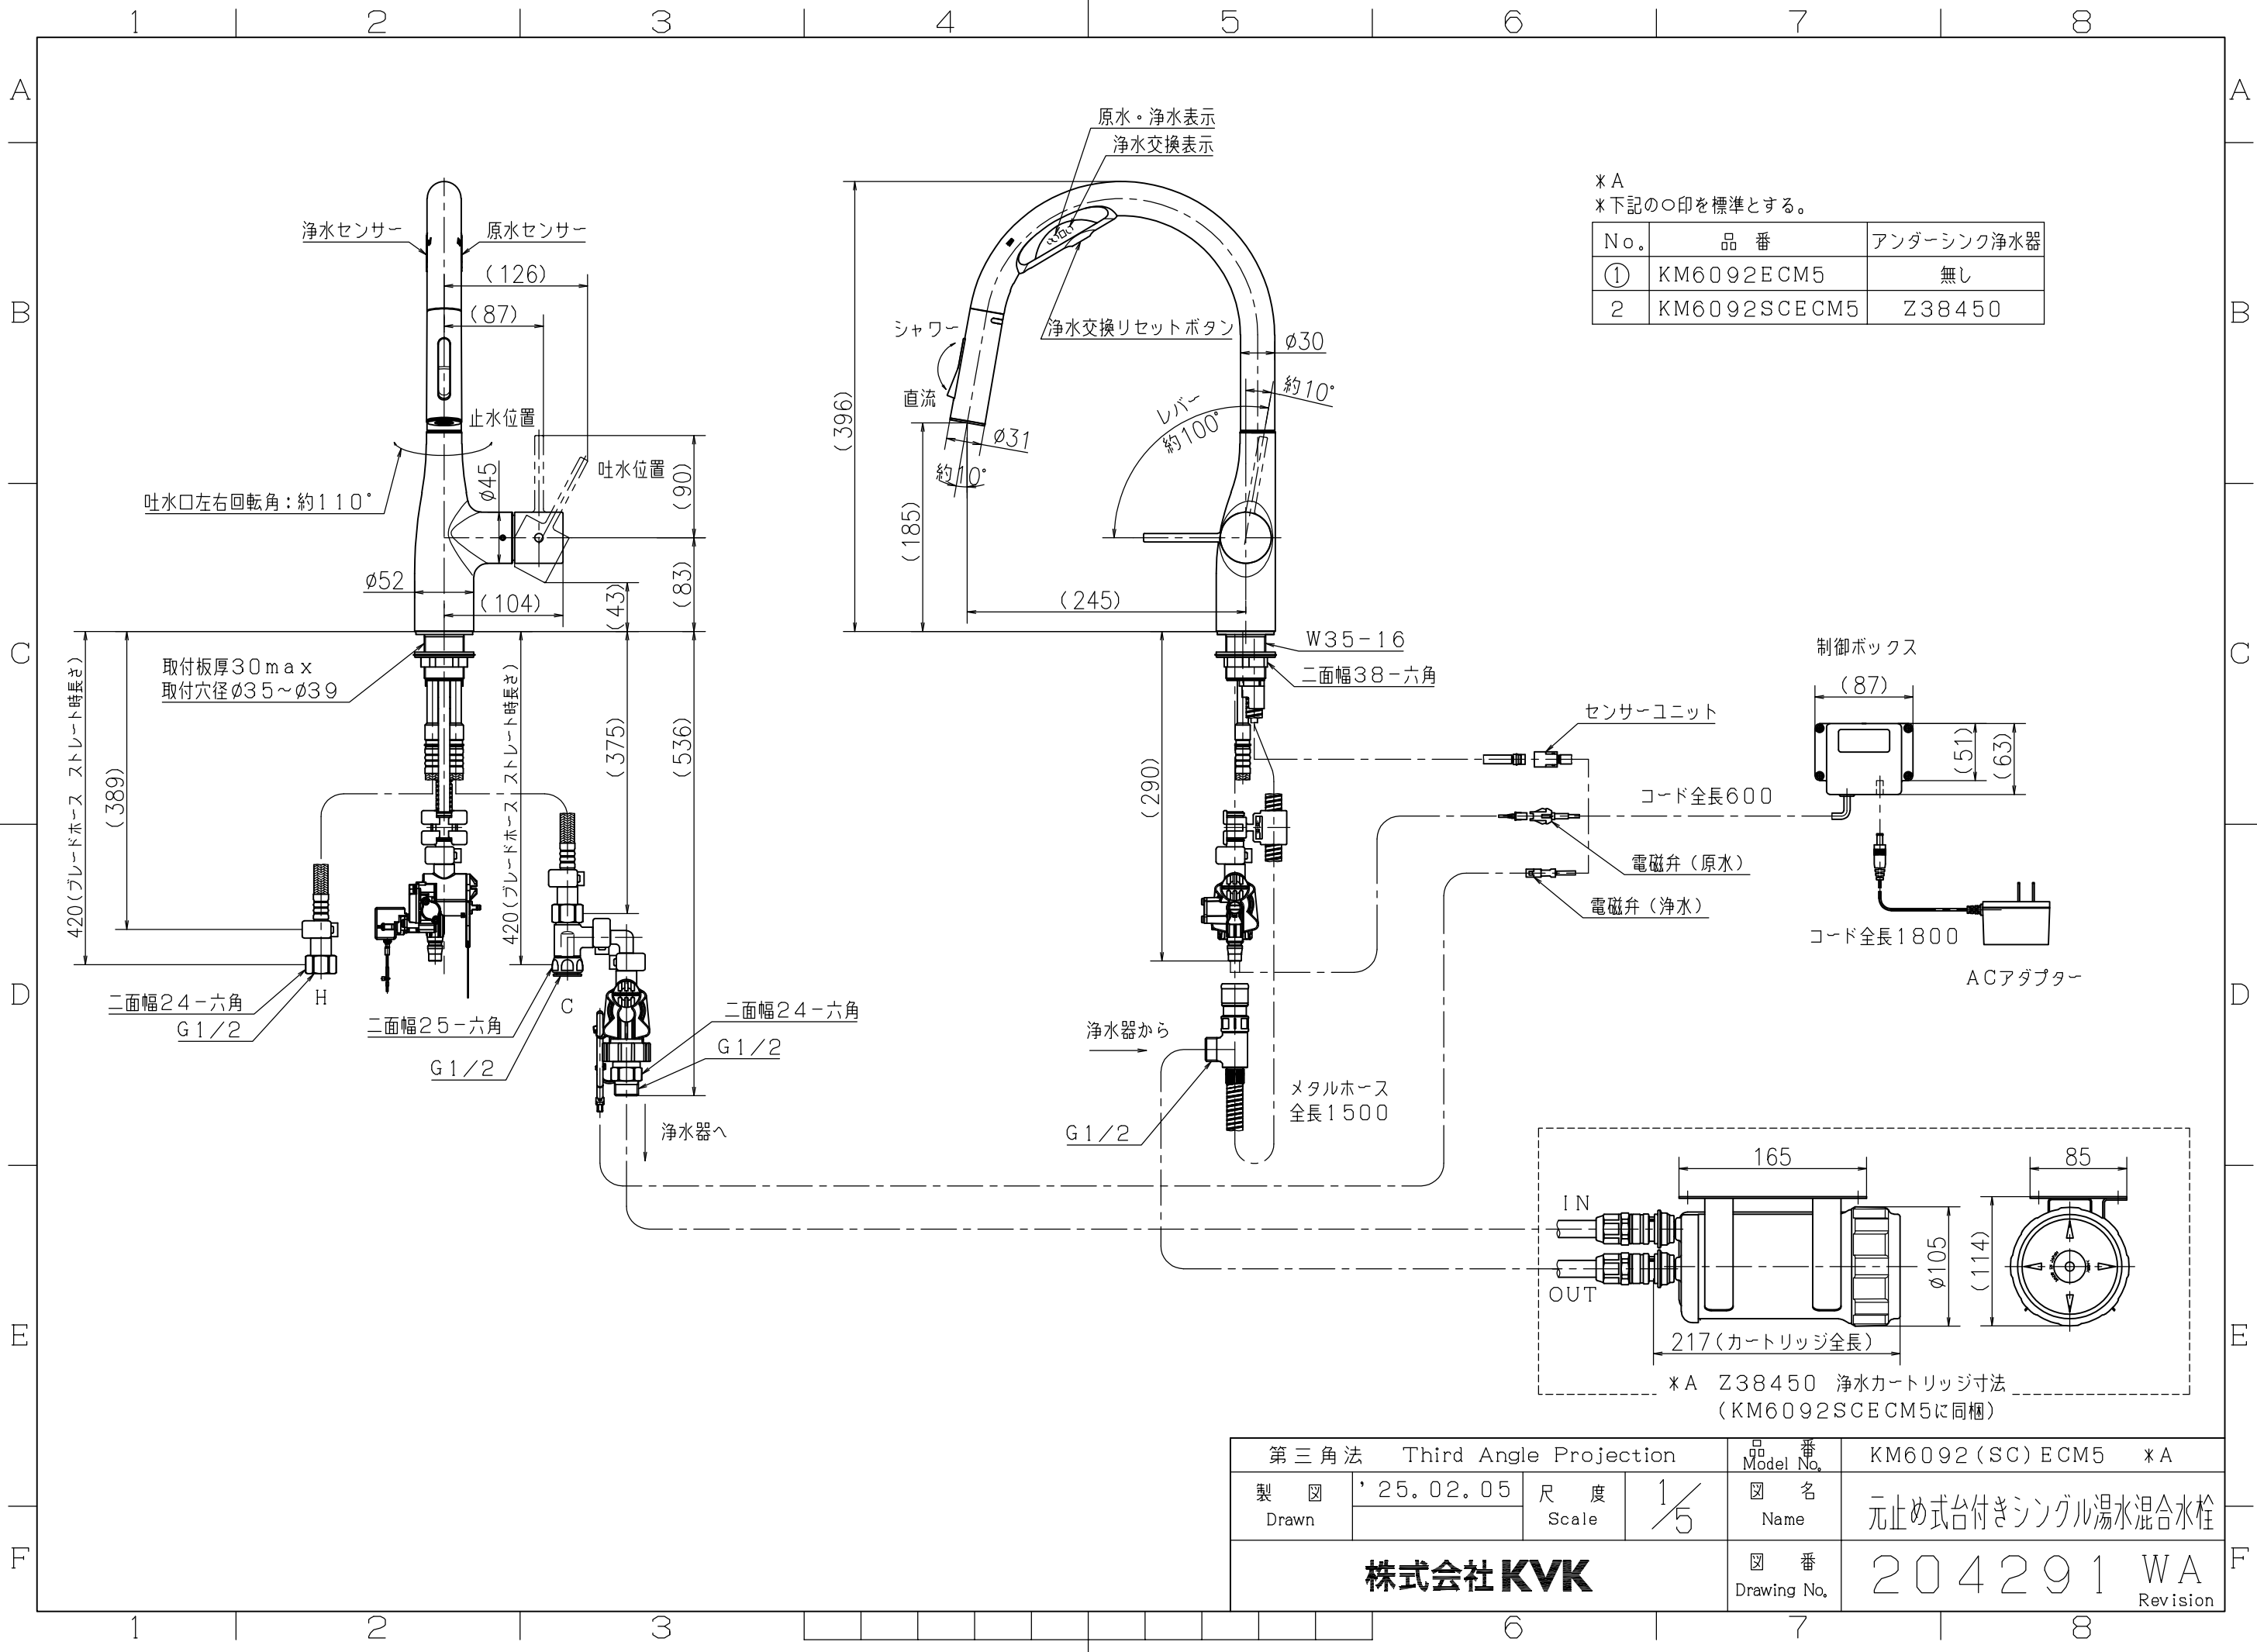 1 2 3 4 5 6 7 8
A A
B B
C C
D D
E E
F F
浄水センサー
原水センサー
(126)
(87)
止水位置
吐水位置
(90)
ø45
吐水口左右回転角：約110°
ø52
(104)
(43)
(83)
取付板厚30max
取付穴径ø35～ø39
420(ブレードホース ストレート時長さ)
(389)
420(ブレードホース ストレート時長さ)
(375)
(536)
二面幅24-六角
G1/2
H
二面幅25-六角
G1/2
C
二面幅24-六角
G1/2
浄水器へ
原水・浄水表示
浄水交換表示
シャワー
直流
浄水交換リセットボタン
ø30
約10°
レバー
約100°
ø31
約10°
(396)
(185)
(245)
W35-16
二面幅38-六角
(290)
浄水器から
G1/2
メタルホース
全長1500
センサーユニット
コード全長600
電磁弁（原水）
電磁弁（浄水）
制御ボックス
(87)
(51)
(63)
コード全長1800
ACアダプター
*A
*下記の○印を標準とする。
No. 品番 アンダーシンク浄水器
① KM6092ECM5 無し
2 KM6092SCECM5 Z38450
165
85
IN
OUT
ø105
(114)
217(カートリッジ全長)
*A Z38450 浄水カートリッジ寸法
(KM6092SCECM5に同梱)
第三角法 Third Angle Projection
品番 Model No. KM6092(SC)ECM5 *A
製図 Drawn '25.02.05
尺度 Scale 1/5
図名 Name 元止め式台付きシングル湯水混合水栓
株式会社KVK
図番 Drawing No. 204291 WA
Revision
1 2 3 6 7 8